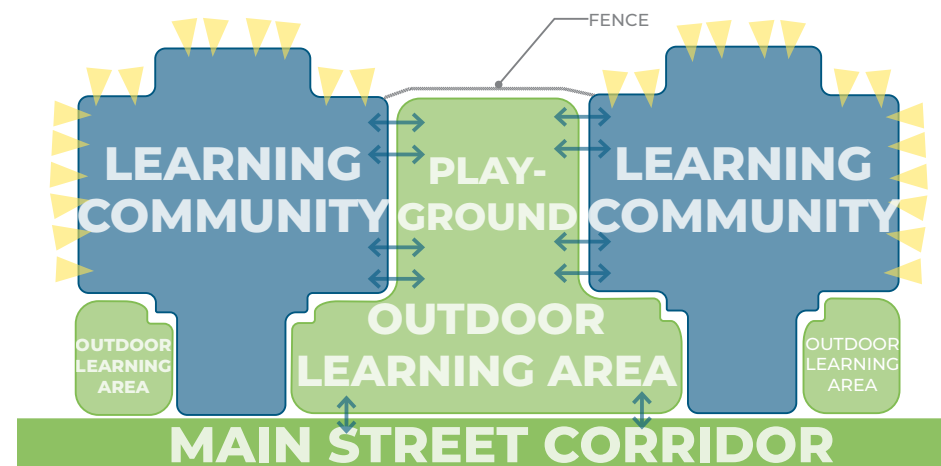 FENCE
LEARNING
COMMUNITY
PLAY-
GROUND
LEARNING
COMMUNITY
OUTDOOR
LEARNING AREA
OUTDOOR
LEARNING
AREA
OUTDOOR
LEARNING
AREA
MAIN STREET CORRIDOR